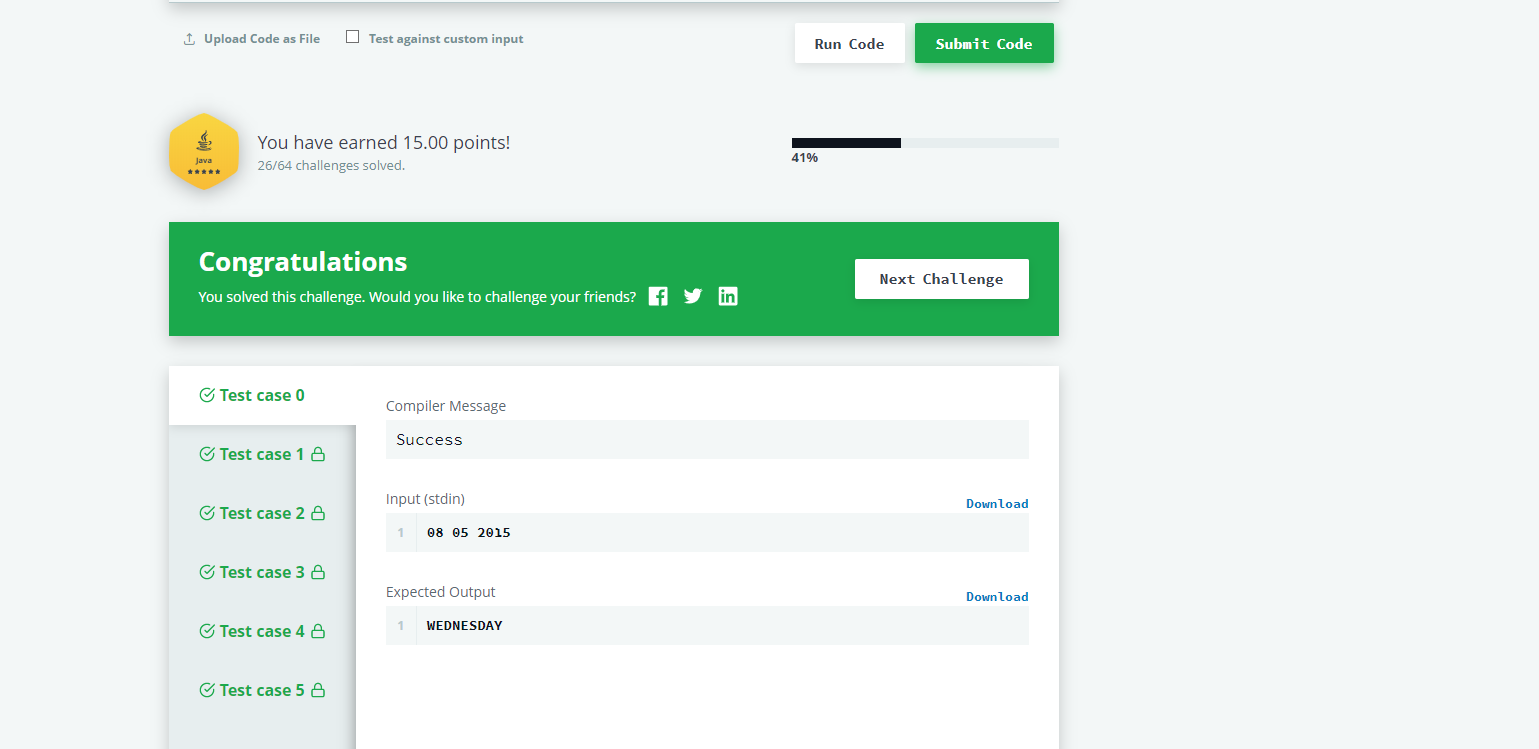 Upload Code as File
Test against custom input
Run Code
Submit Code
Java
You have earned 15.00 points!
26/64 challenges solved.
41%
Congratulations
You solved this challenge. Would you like to challenge your friends?
Next Challenge
Test case 0
Test case 1
Test case 2
Test case 3
Test case 4
Test case 5
Compiler Message
Success
Input (stdin)
Download
1 08 05 2015
Expected Output
Download
1 WEDNESDAY